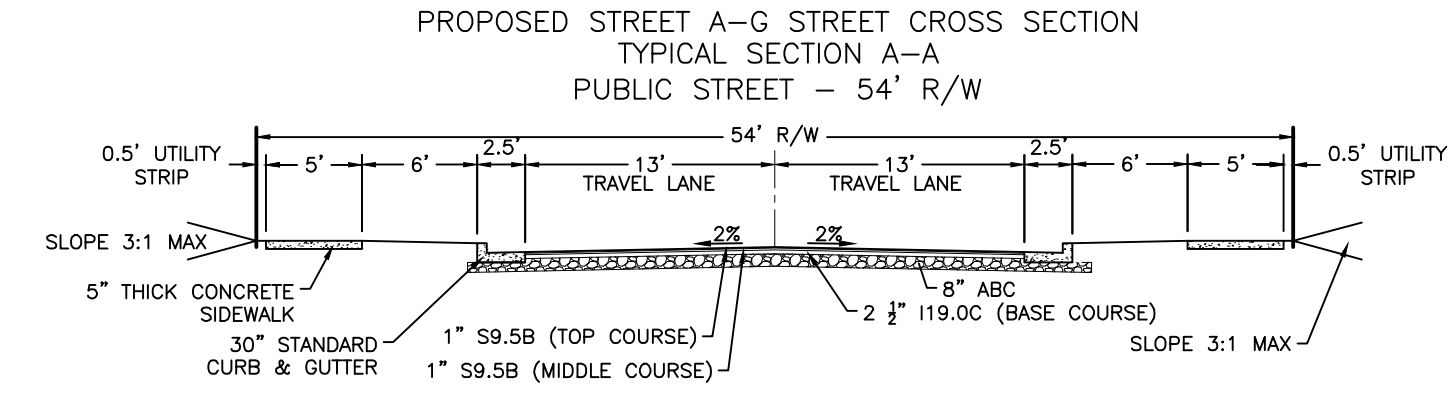 PROPOSED STREET A-G STREET CROSS SECTION
TYPICAL SECTION A-A
PUBLIC STREET - 54' R/W
54' R/W
0.5' UTILITY
STRIP
5'
6'
2.5'
13'
TRAVEL LANE
13'
TRAVEL LANE
2.5'
6'
5'
0.5' UTILITY
STRIP
SLOPE 3:1 MAX
2%
2%
5" THICK CONCRETE
SIDEWALK
30" STANDARD
CURB & GUTTER
1" S9.5B (TOP COURSE)
1" S9.5B (MIDDLE COURSE)
8" ABC
2 ½" I19.0C (BASE COURSE)
SLOPE 3:1 MAX